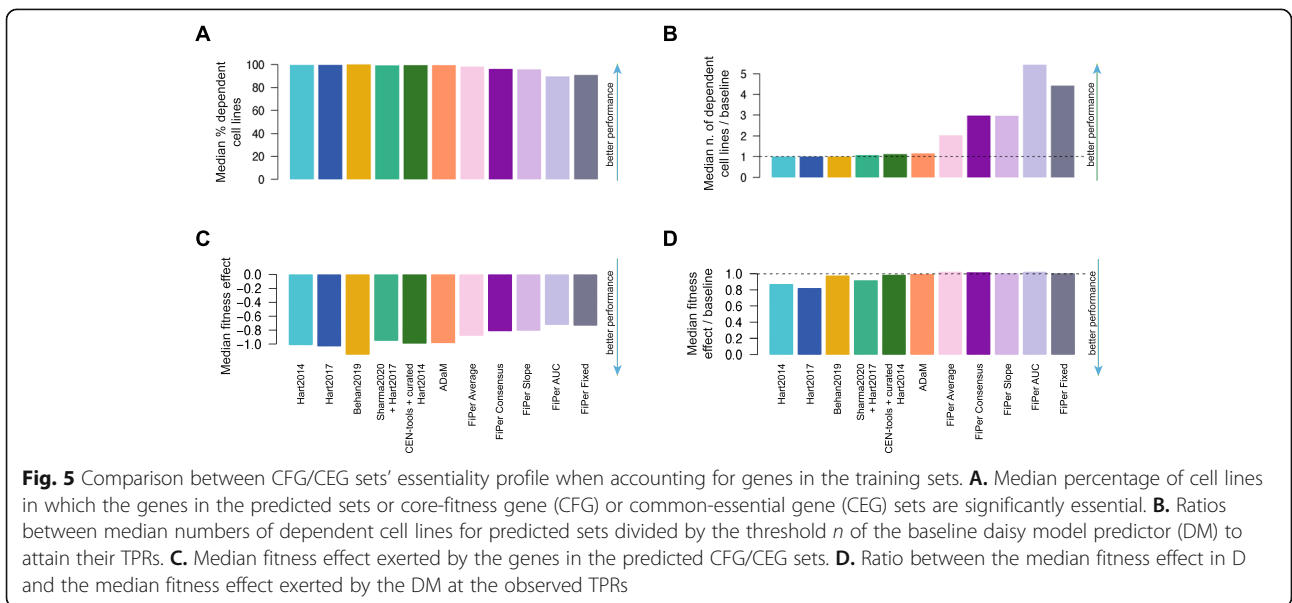 A
Median % dependent
cell lines
100
80
60
40
20
0
better performance
B
Median n. of dependent
cell lines / baseline
5
4
3
2
1
0
better performance
C
Median fitness effect
0.0
−0.2
−0.4
−0.6
−0.8
−1.0
Hart2014
Hart2017
Behan2019
Sharma2020
+ Hart2017
CEN-tools + curated
Hart2014
ADaM
FiPer Average
FiPer Consensus
FiPer Slope
FiPer AUC
FiPer Fixed
better performance
D
Median fitness
effect / baseline
1.0
0.8
0.6
0.4
0.2
0.0
Hart2014
Hart2017
Behan2019
Sharma2020
+ Hart2017
CEN-tools + curated
Hart2014
ADaM
FiPer Average
FiPer Consensus
FiPer Slope
FiPer AUC
FiPer Fixed
better performance
Fig. 5 Comparison between CFG/CEG sets' essentiality profile when accounting for genes in the training sets. A. Median percentage of cell lines
in which the genes in the predicted sets or core-fitness gene (CFG) or common-essential gene (CEG) sets are significantly essential. B. Ratios
between median numbers of dependent cell lines for predicted sets divided by the threshold n of the baseline daisy model predictor (DM) to
attain their TPRs. C. Median fitness effect exerted by the genes in the predicted CFG/CEG sets. D. Ratio between the median fitness effect in D
and the median fitness effect exerted by the DM at the observed TPRs